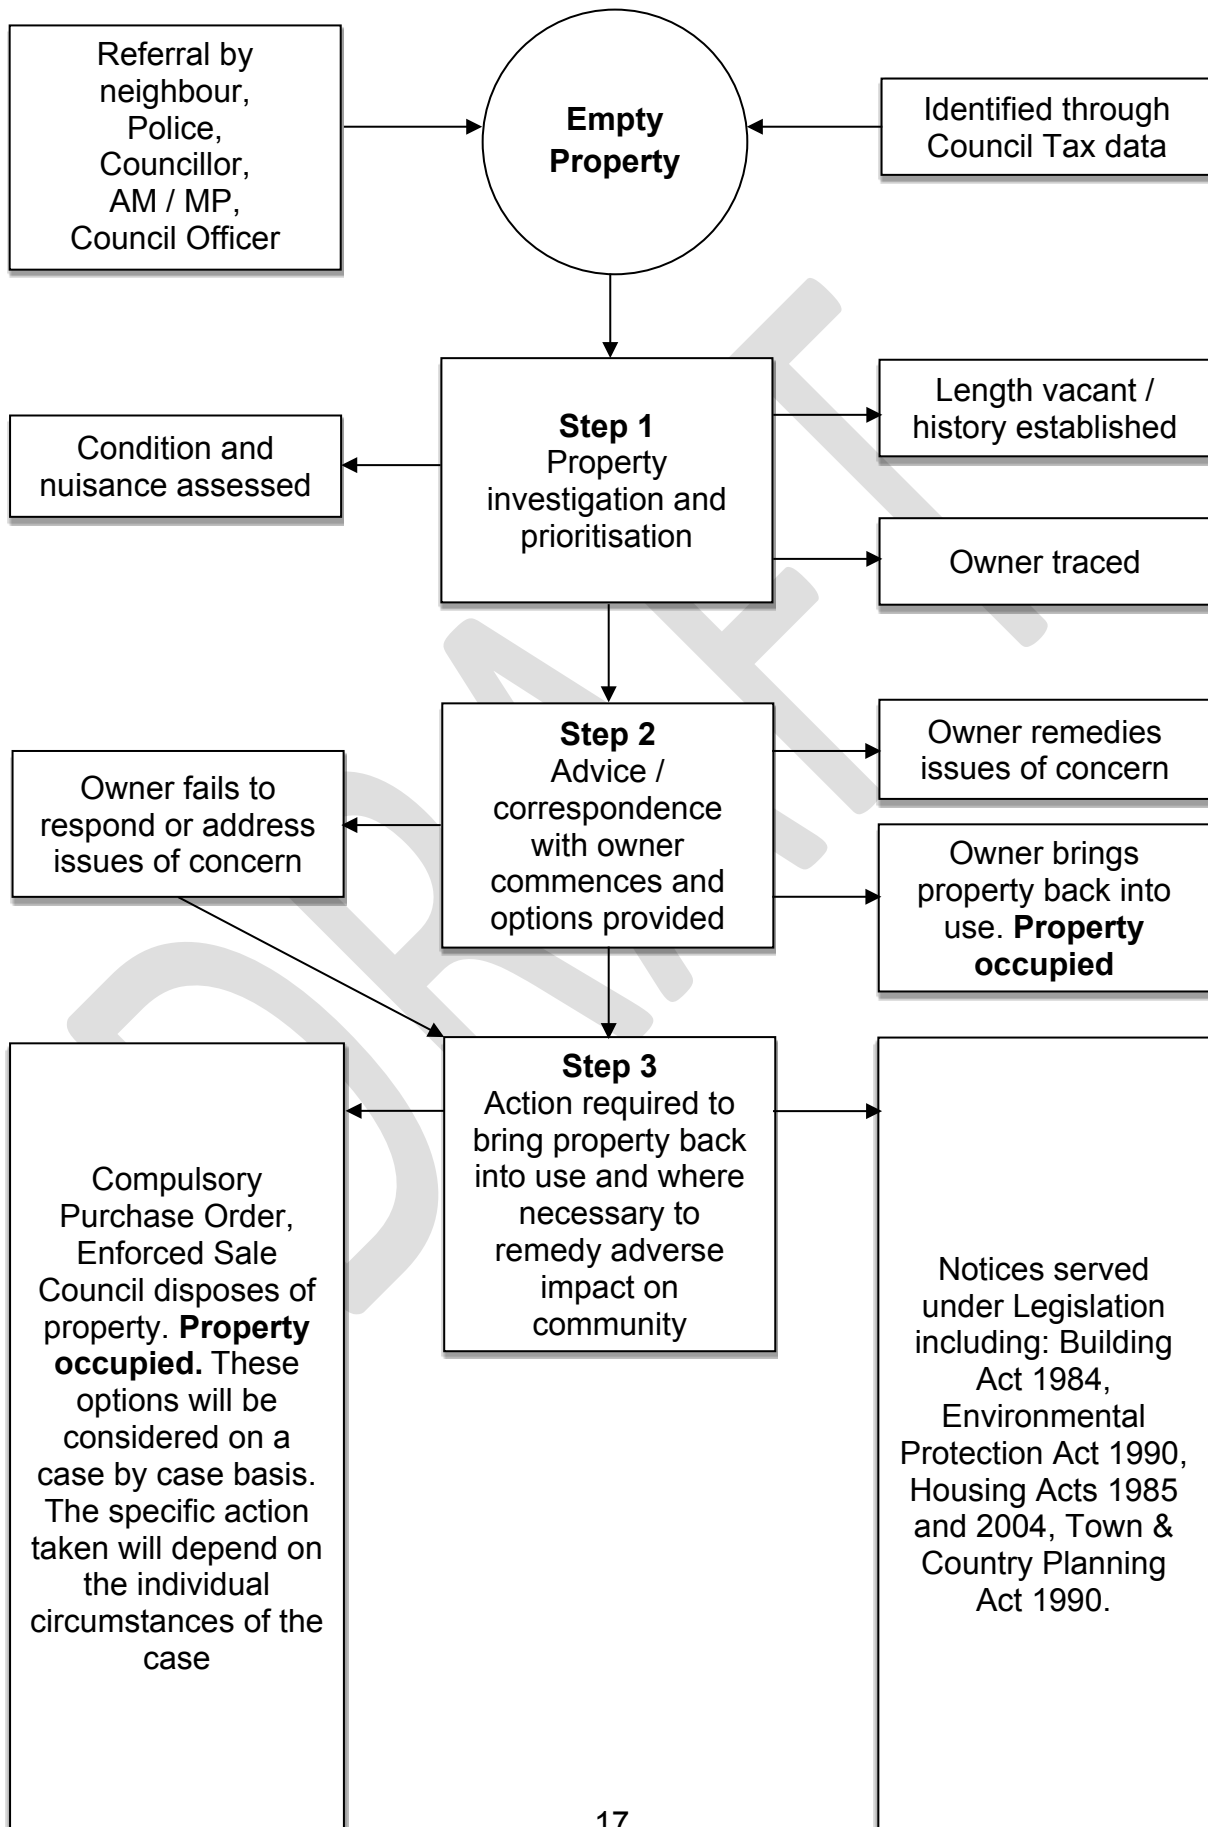 Referral by
neighbour,
Police,
Councillor,
AM / MP,
Council Officer
Empty
Property
Identified through
Council Tax data
Condition and
nuisance assessed
Step 1
Property
investigation and
prioritisation
Length vacant /
history established
Owner traced
Owner fails to
respond or address
issues of concern
Step 2
Advice /
correspondence
with owner
commences and
options provided
Owner remedies
issues of concern
Owner brings
property back into
use. Property
occupied
Compulsory
Purchase Order,
Enforced Sale
Council disposes of
property. Property
occupied. These
options will be
considered on a
case by case basis.
The specific action
taken will depend on
the individual
circumstances of the
case
Step 3
Action required to
bring property back
into use and where
necessary to
remedy adverse
impact on
community
Notices served
under Legislation
including: Building
Act 1984,
Environmental
Protection Act 1990,
Housing Acts 1985
and 2004, Town &
Country Planning
Act 1990.
DRAFT
17